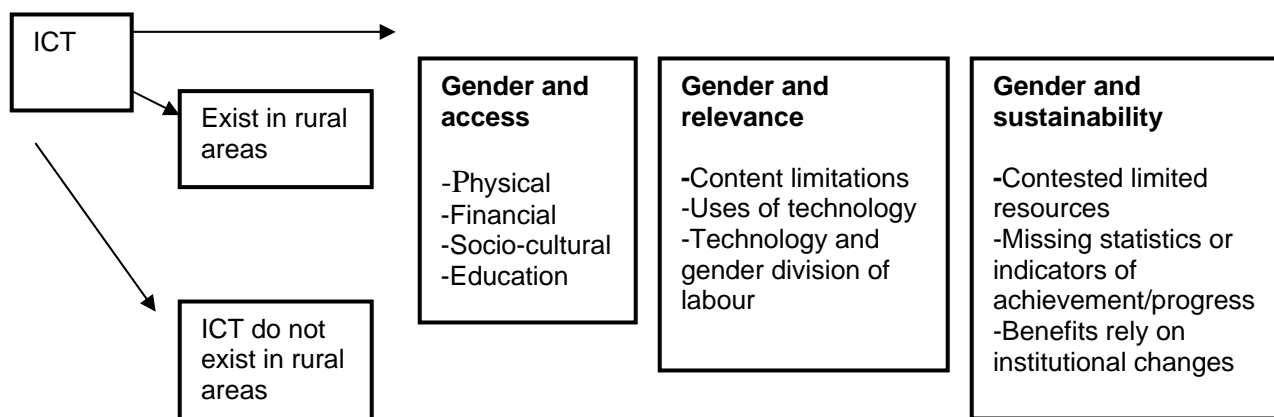 ICT
Exist in rural
areas
ICT do not
exist in rural
areas
Gender and
access
-Physical
-Financial
-Socio-cultural
-Education
Gender and
relevance
-Content limitations
-Uses of technology
-Technology and
gender division of
labour
Gender and
sustainability
-Contested limited
resources
-Missing statistics or
indicators of
achievement/progress
-Benefits rely on
institutional changes